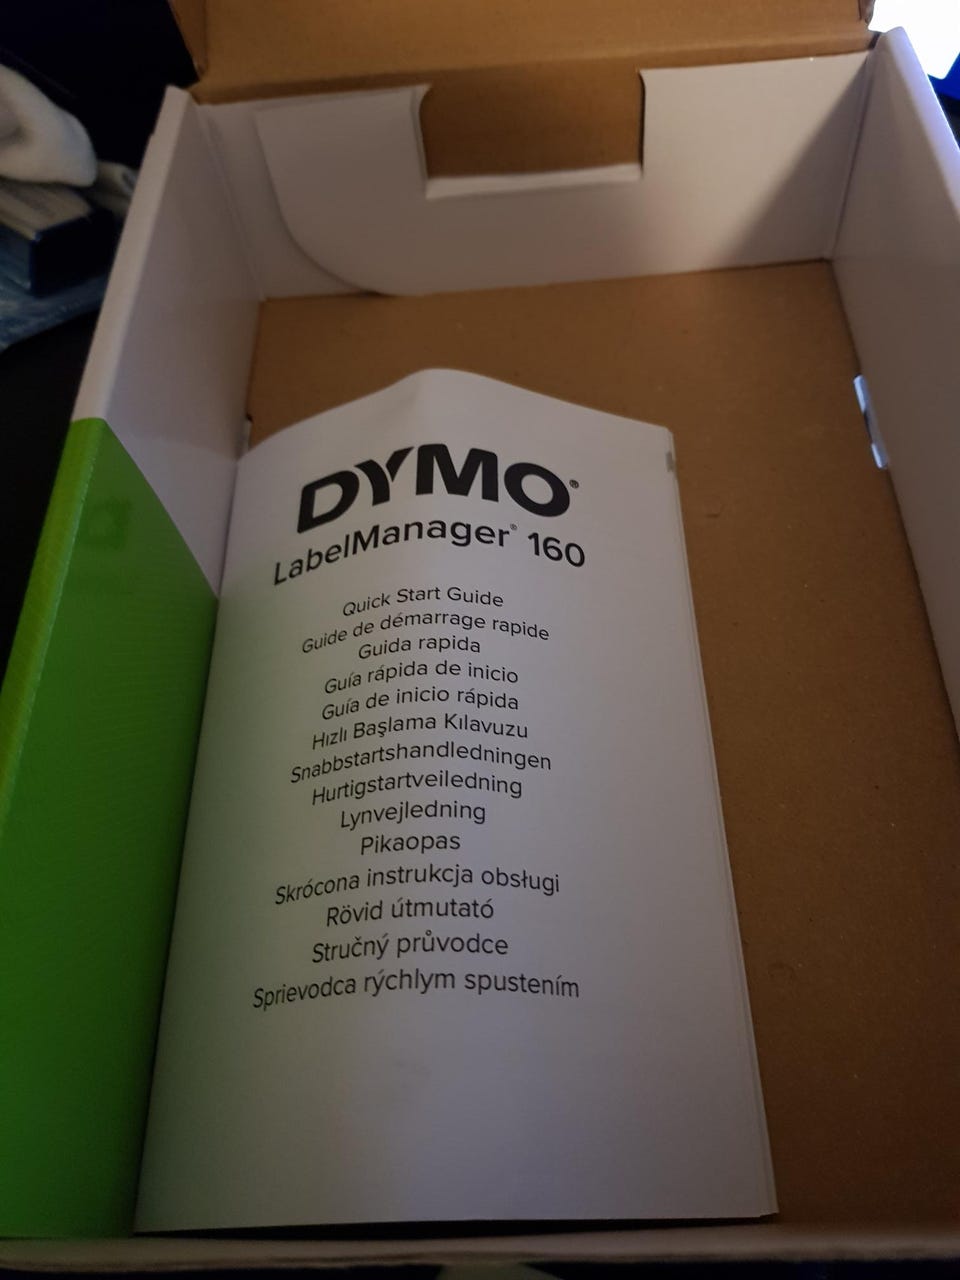 DYMO®
LabelManager® 160
Quick Start Guide
Guide de démarrage rapide
Guida rapida
Guía rápida de inicio
Guía de inicio rápida
Hızlı Başlama Kılavuzu
Snabbstartshandledningen
Hurtigstartveiledning
Lynvejledning
Pikaopas
Skrócona instrukcja obsługi
Rövid útmutató
Stručný průvodce
Sprievodca rýchlym spustením